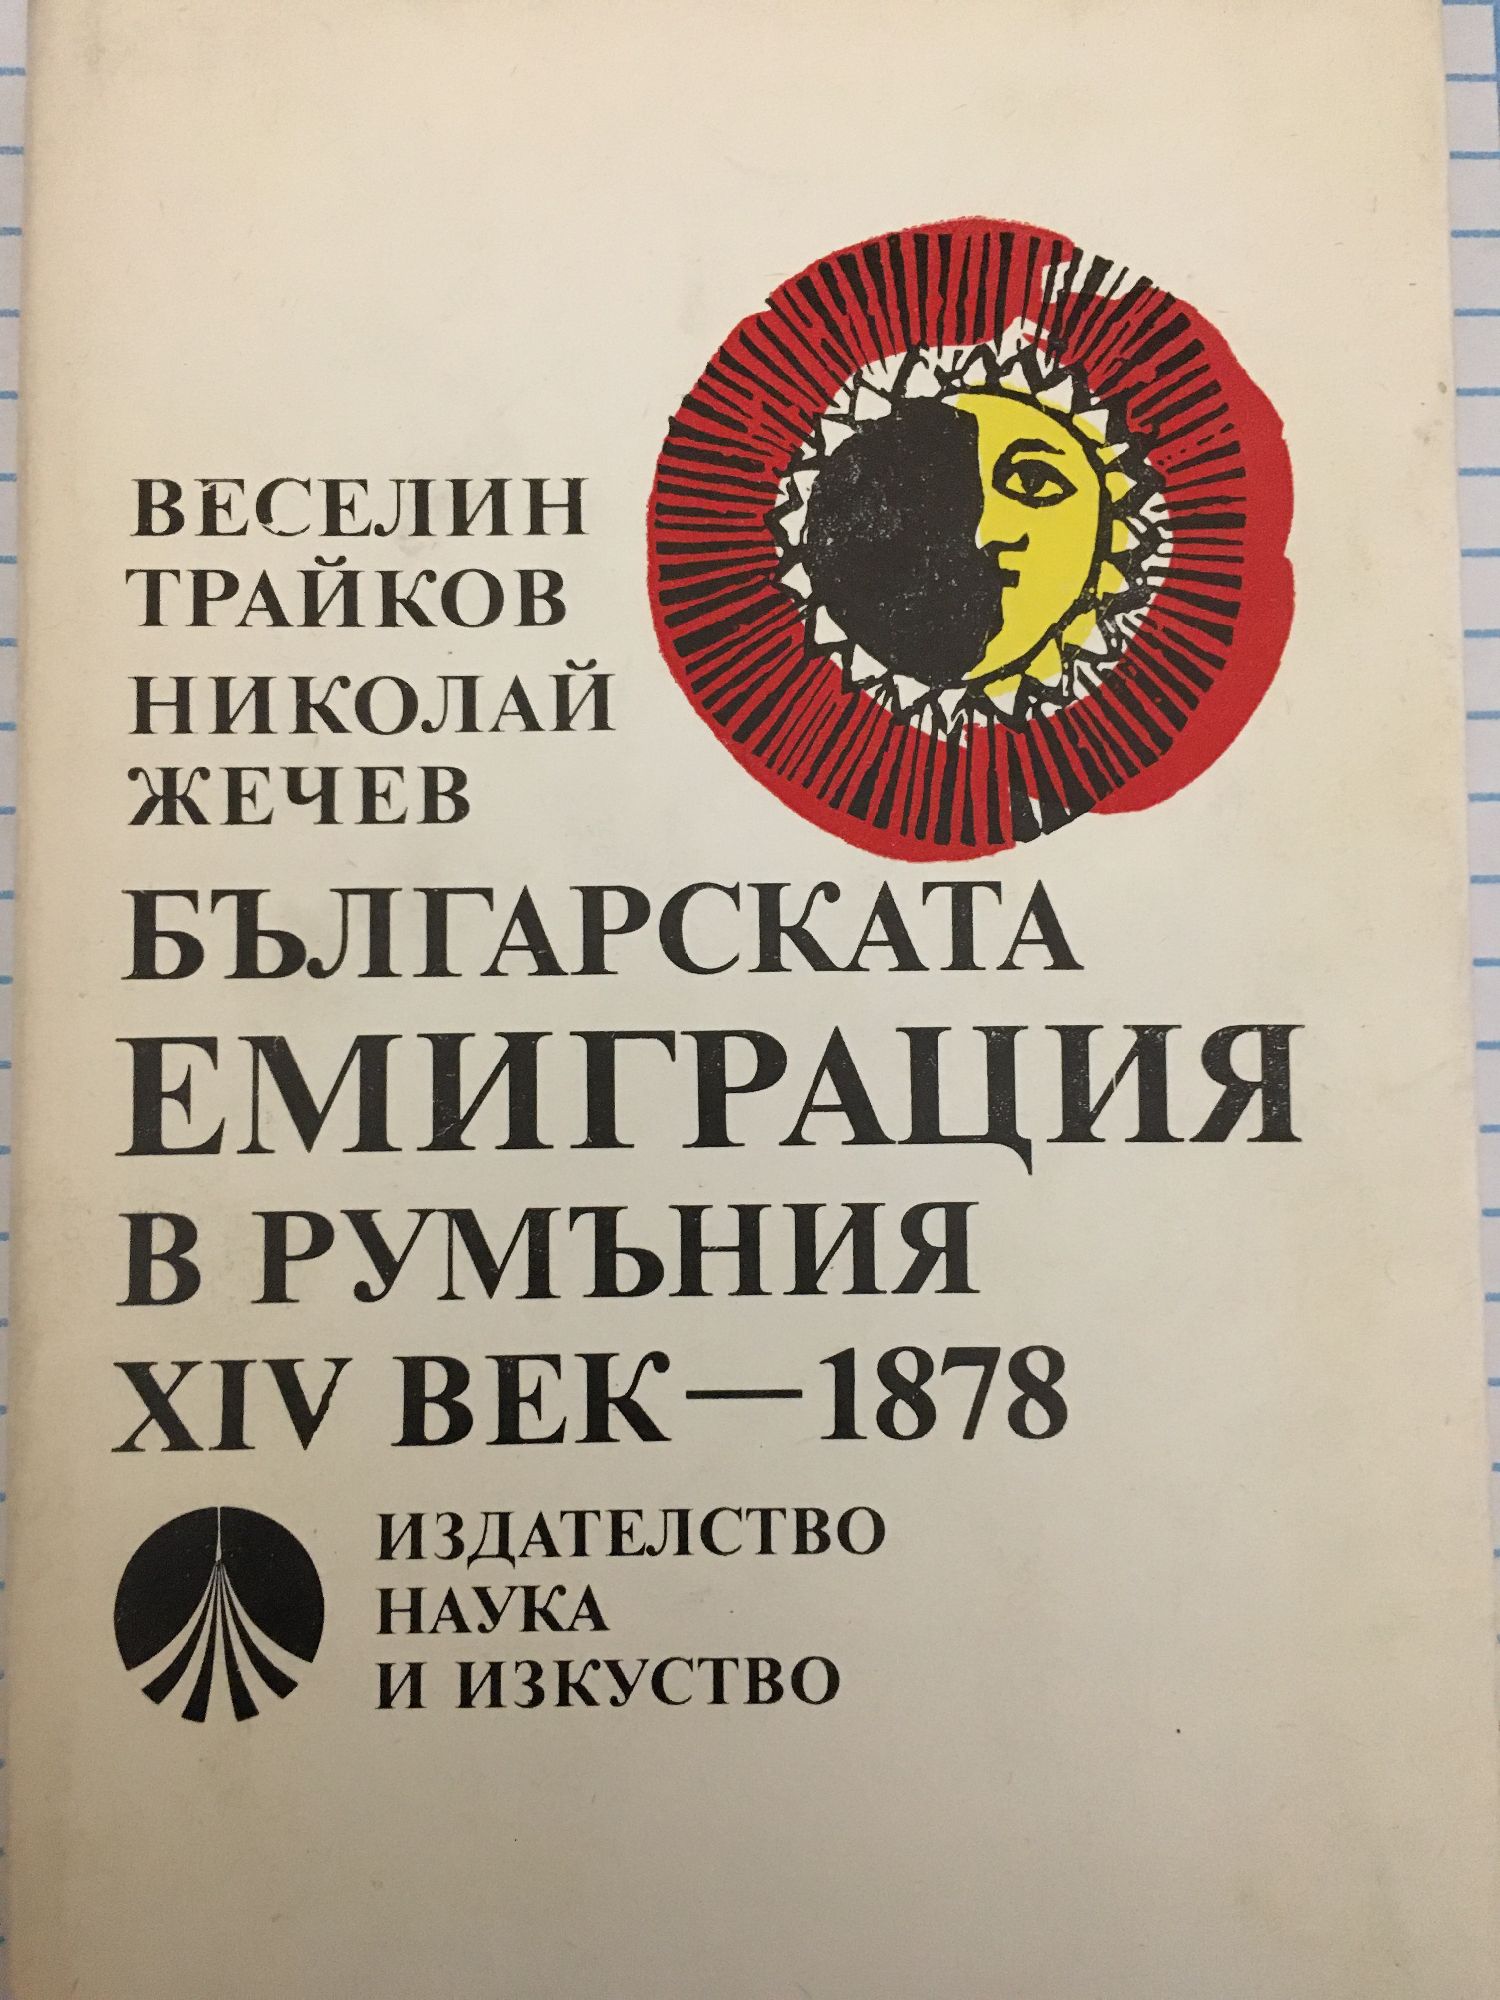 ВЕСЕЛИН
ТРАЙКОВ
НИКОЛАЙ
ЖЕЧЕВ
БЪЛГАРСКАТА
ЕМИГРАЦИЯ
В РУМЪНИЯ
XIV ВЕК—1878
ИЗДАТЕЛСТВО
НАУКА
И ИЗКУСТВО